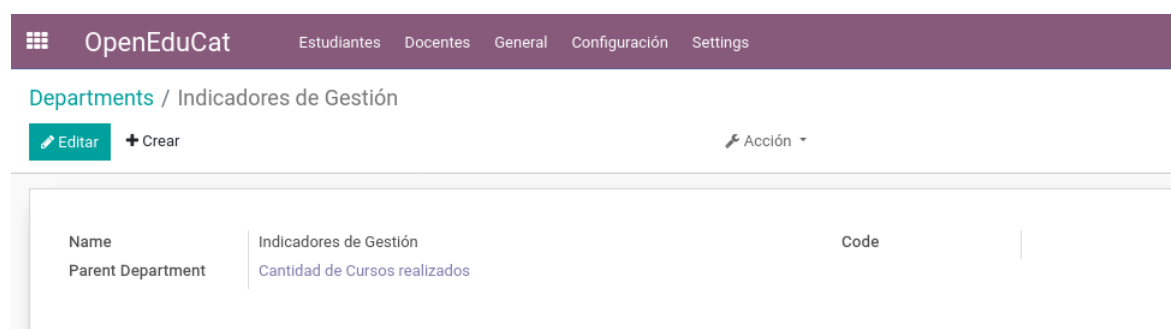 OpenEduCat Estudiantes Docentes General Configuración Settings
Departments / Indicadores de Gestión
Editar Crear Acción
Name Indicadores de Gestión Code
Parent Department Cantidad de Cursos realizados